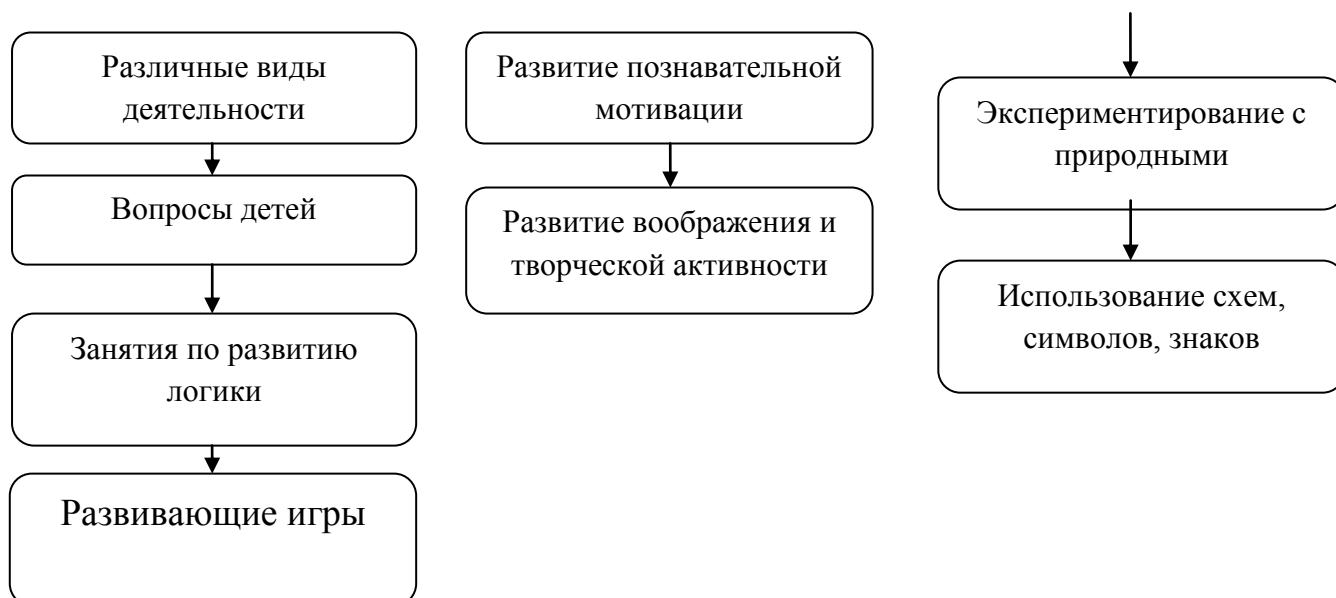 Различные виды
деятельности
Вопросы детей
Занятия по развитию
логики
Развивающие игры
Развитие познавательной
мотивации
Развитие воображения и
творческой активности
Экспериментирование с
природными
Использование схем,
символов, знаков